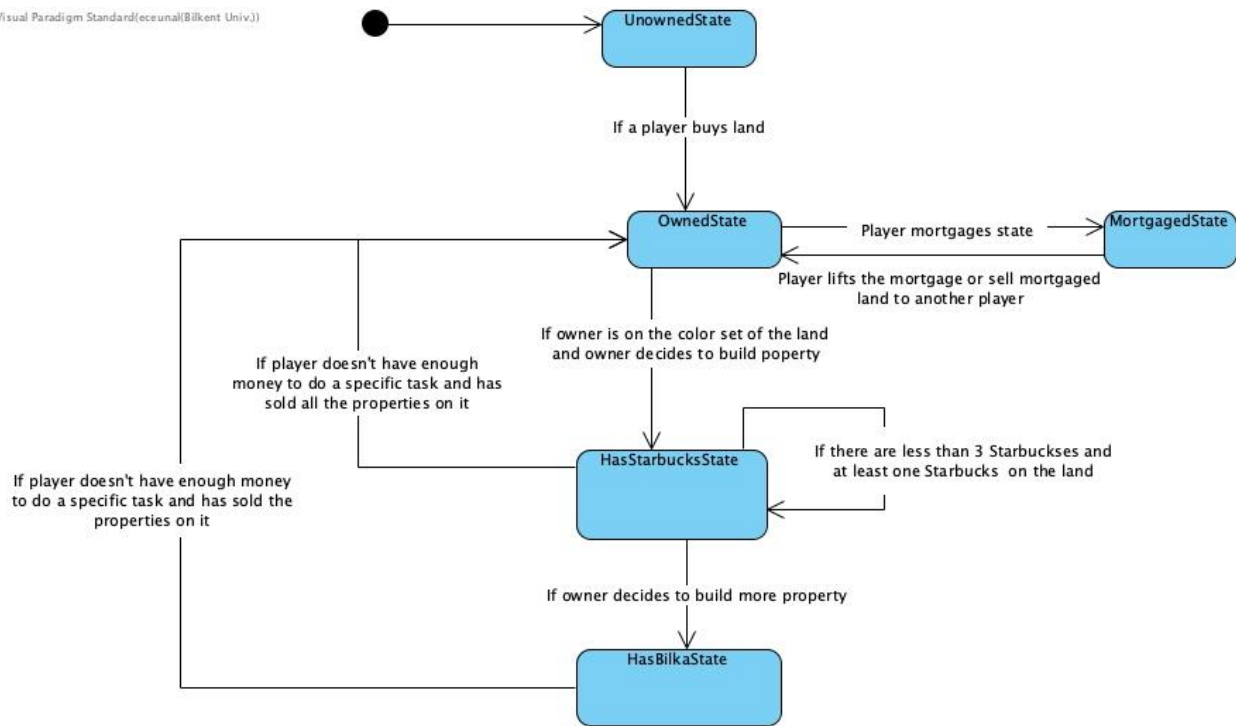 Visual Paradigm Standard(eceunal(Bilkent Univ.))
UnownedState
If a player buys land
OwnedState
Player mortgages state
MortgagedState
Player lifts the mortgage or sell mortgaged
land to another player
If owner is on the color set of the land
and owner decides to build poperty
If player doesn't have enough
money to do a specific task and has
sold all the properties on it
HasStarbucksState
If there are less than 3 Starbuckses and
at least one Starbucks on the land
If player doesn't have enough money
to do a specific task and has sold the
properties on it
If owner decides to build more property
HasBilkaState